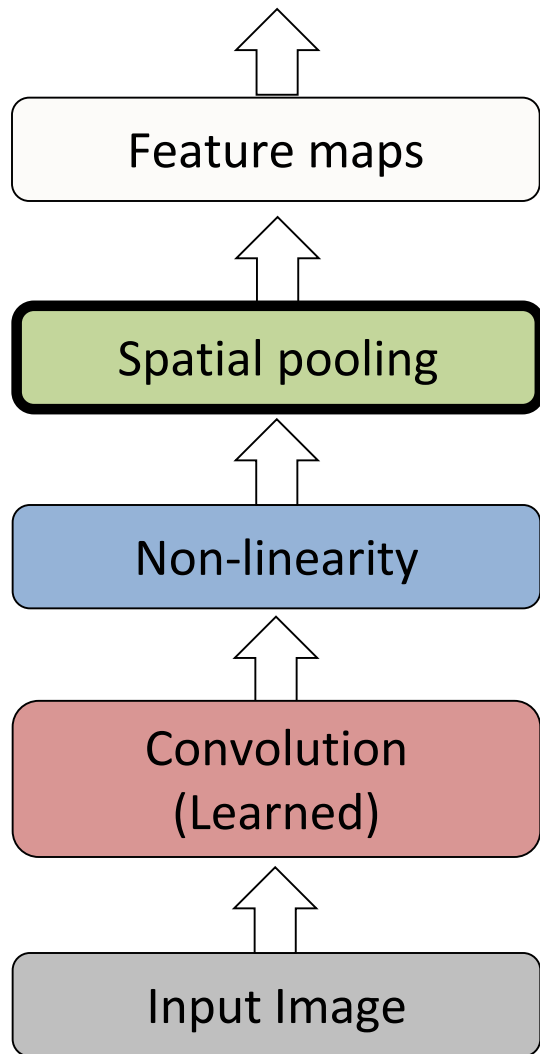 Feature maps
Spatial pooling
Non-linearity
Convolution
(Learned)
Input Image